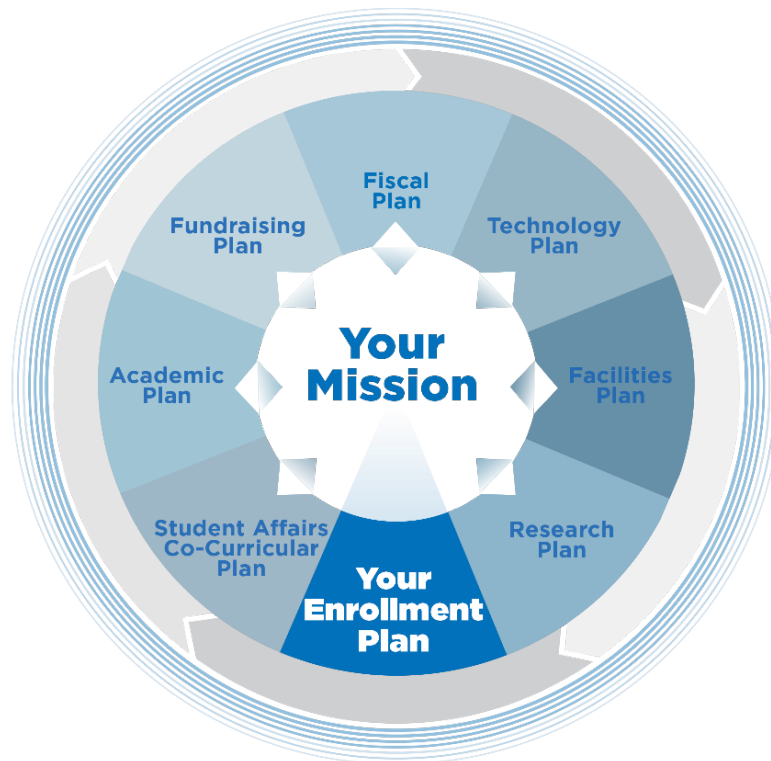 Fiscal
Plan
Technology
Plan
Facilities
Plan
Research
Plan
Your
Enrollment
Plan
Student Affairs
Co-Curricular
Plan
Academic
Plan
Fundraising
Plan
Your
Mission